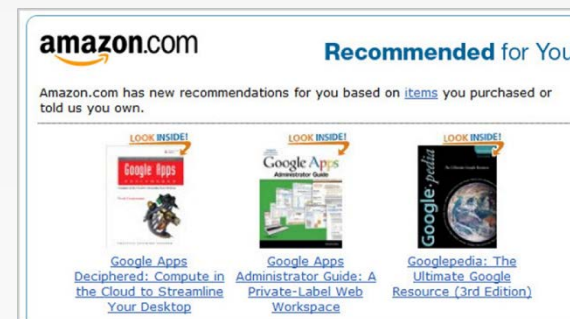 amazon.com
Recommended for You
Amazon.com has new recommendations for you based on items you purchased or
told us you own.
LOOK INSIDE! LOOK INSIDE! LOOK INSIDE!
Google Apps
Google Apps
Administrator Guide
Google-pedia
Google Apps
Deciphered: Compute in
the Cloud to Streamline
Your Desktop
Google Apps
Administrator Guide: A
Private-Label Web
Workspace
Googlepedia: The
Ultimate Google
Resource (3rd Edition)